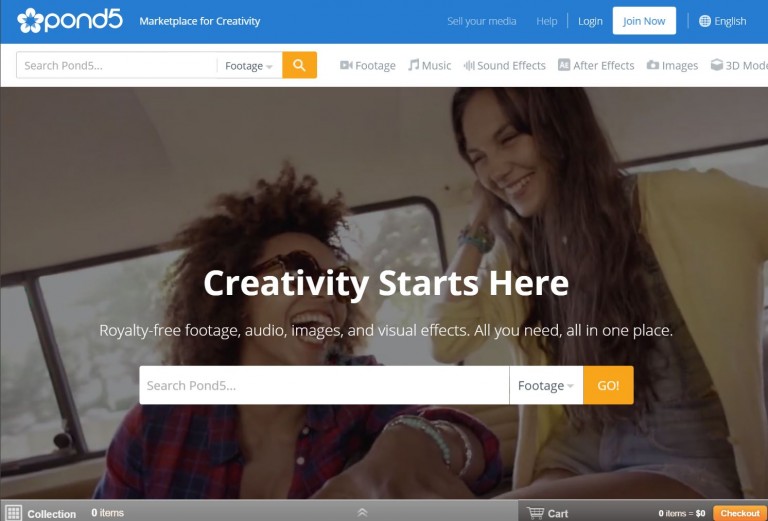 pond5 Marketplace for Creativity Sell your media Help Login Join Now English
Search Pond5... Footage Footage Music Sound Effects AE After Effects Images 3D Mode
Creativity Starts Here
Royalty-free footage, audio, images, and visual effects. All you need, all in one place.
Search Pond5... Footage GO!
Collection 0 items Cart 0 items = $0 Checkout